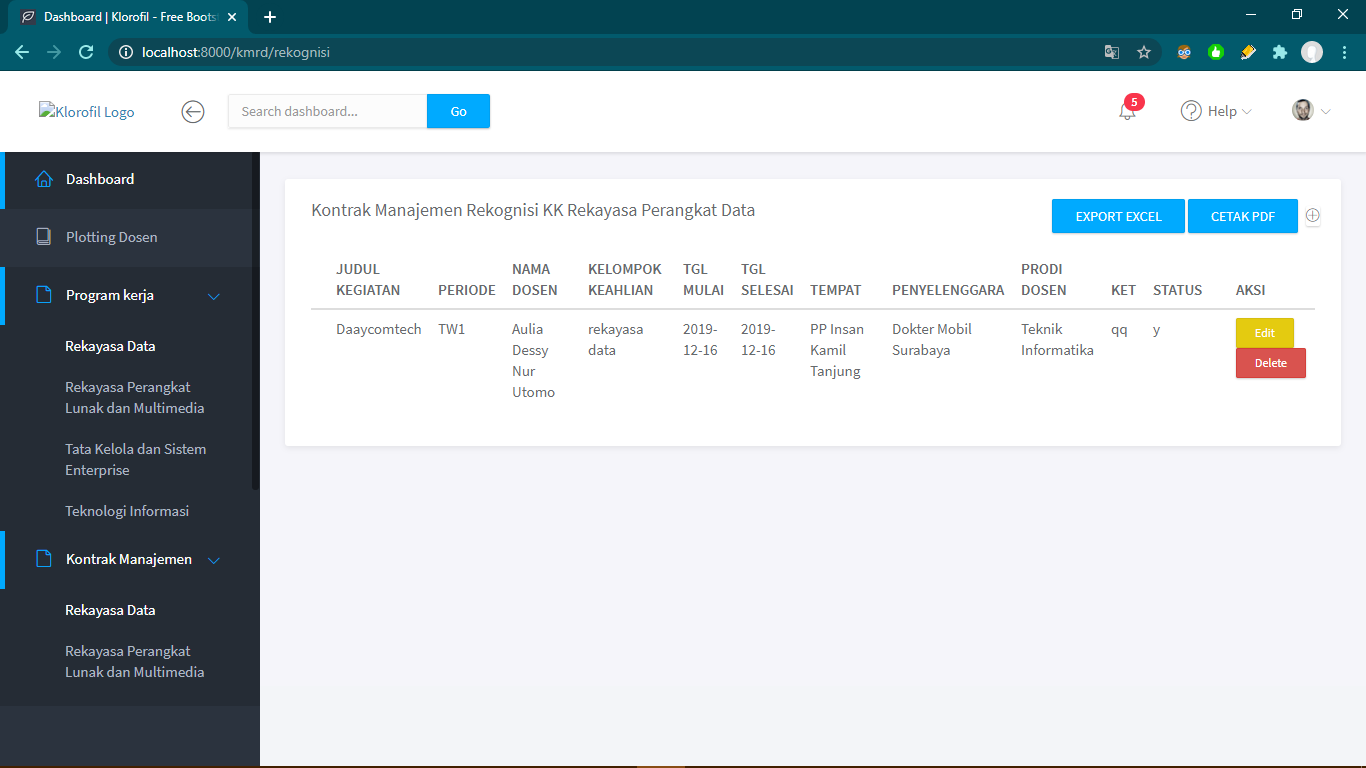 Dashboard | Klorofil - Free Boots
localhost:8000/kmrd/rekognisi
Klorofil Logo
Search dashboard...
Go
5
Help
Dashboard
Plotting Dosen
Program kerja
Rekayasa Data
Rekayasa Perangkat
Lunak dan Multimedia
Tata Kelola dan Sistem
Enterprise
Teknologi Informasi
Kontrak Manajemen
Rekayasa Data
Rekayasa Perangkat
Lunak dan Multimedia
Kontrak Manajemen Rekognisi KK Rekayasa Perangkat Data
EXPORT EXCEL
CETAK PDF
JUDUL KEGIATAN
PERIODE
NAMA DOSEN
KELOMPOK KEAHLIAN
TGL MULAI
TGL SELESAI
TEMPAT
PENYELENGGARA
PRODI DOSEN
KET
STATUS
AKSI
Daaycomtech
TW1
Aulia
Dessy
Nur
Utomo
rekayasa
data
2019-
12-16
2019-
12-16
PP Insan
Kamil
Tanjung
Dokter Mobil
Surabaya
Teknik
Informatika
qq
y
Edit
Delete